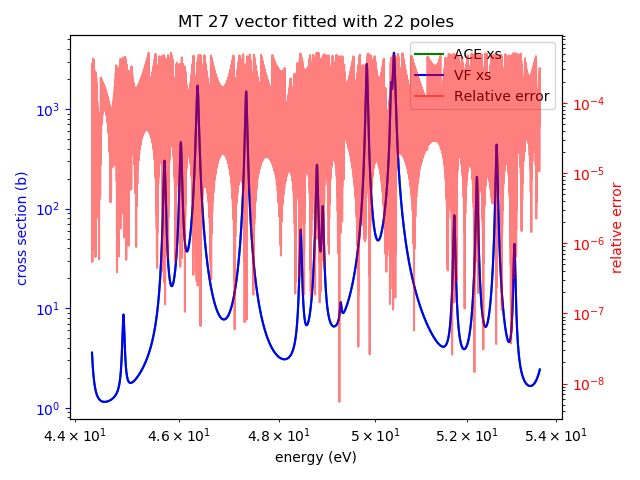 MT 27 vector fitted with 22 poles
ACE xs
VF xs
Relative error
10³
10²
10¹
10⁰
cross section (b)
10⁻⁴
10⁻⁵
10⁻⁶
10⁻⁷
10⁻⁸
relative error
4.4 × 10¹ 4.6 × 10¹ 4.8 × 10¹ 5 × 10¹ 5.2 × 10¹ 5.4 × 10¹
energy (eV)